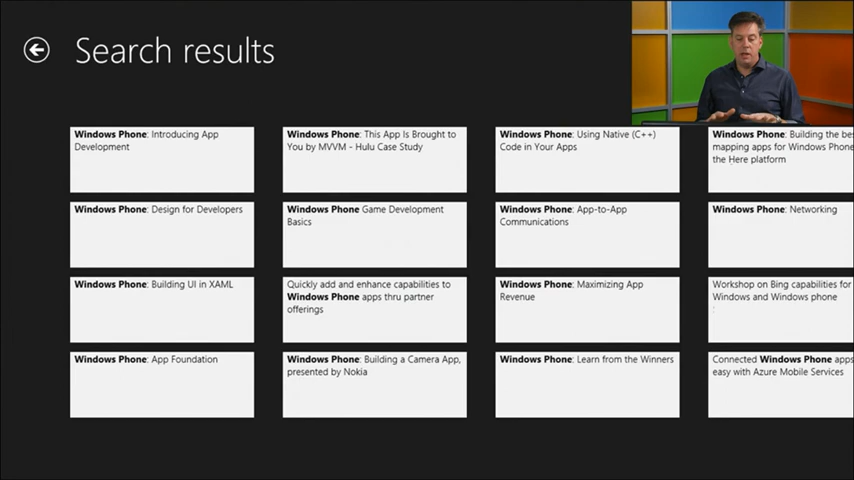 Search results
Windows Phone: Introducing App
Development
Windows Phone: Design for Developers
Windows Phone: Building UI in XAML
Windows Phone: App Foundation
Windows Phone: This App Is Brought to
You by MVVM - Hulu Case Study
Windows Phone Game Development
Basics
Quickly add and enhance capabilities to
Windows Phone apps thru partner
offerings
Windows Phone: Building a Camera App,
presented by Nokia
Windows Phone: Using Native (C++)
Code in Your Apps
Windows Phone: App-to-App
Communications
Windows Phone: Maximizing App
Revenue
Windows Phone: Learn from the Winners
Windows Phone: Building the bes
mapping apps for Windows Phone
the Here platform
Windows Phone: Networking
Workshop on Bing capabilities for
Windows and Windows phone
:
Connected Windows Phone apps
easy with Azure Mobile Services